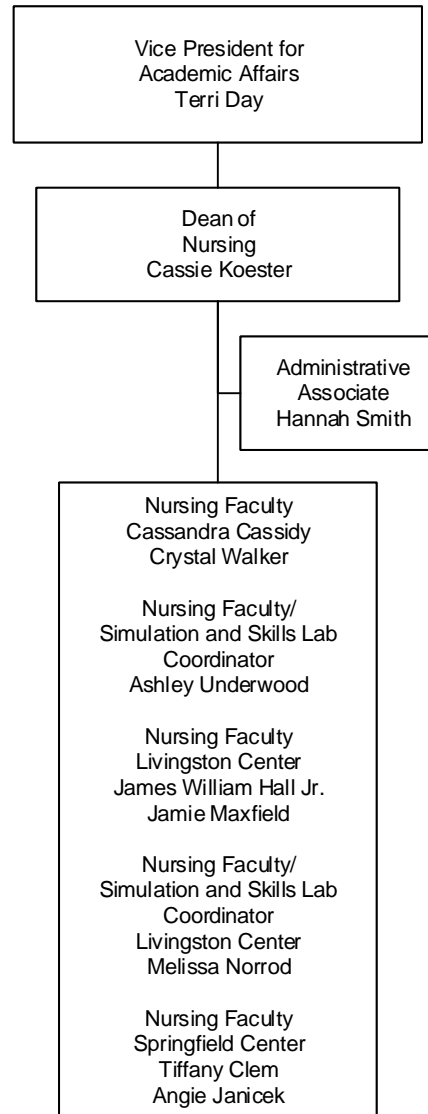 Vice President for
Academic Affairs
Terri Day
Dean of
Nursing
Cassie Koester
Administrative
Associate
Hannah Smith
Nursing Faculty
Cassandra Cassidy
Crystal Walker
Nursing Faculty/
Simulation and Skills Lab
Coordinator
Ashley Underwood
Nursing Faculty
Livingston Center
James William Hall Jr.
Jamie Maxfield
Nursing Faculty/
Simulation and Skills Lab
Coordinator
Livingston Center
Melissa Norrod
Nursing Faculty
Springfield Center
Tiffany Clem
Angie Janicek